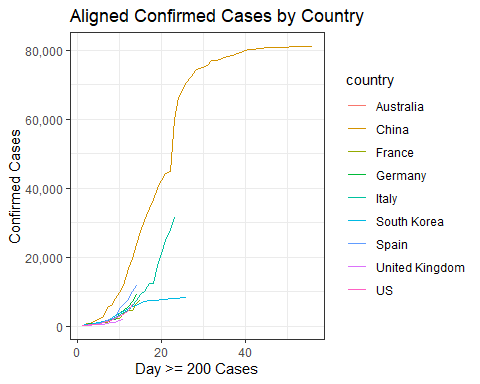 Aligned Confirmed Cases by Country
80,000
60,000
40,000
20,000
0
Confirmed Cases
0 20 40
Day >= 200 Cases
country
Australia
China
France
Germany
Italy
South Korea
Spain
United Kingdom
US